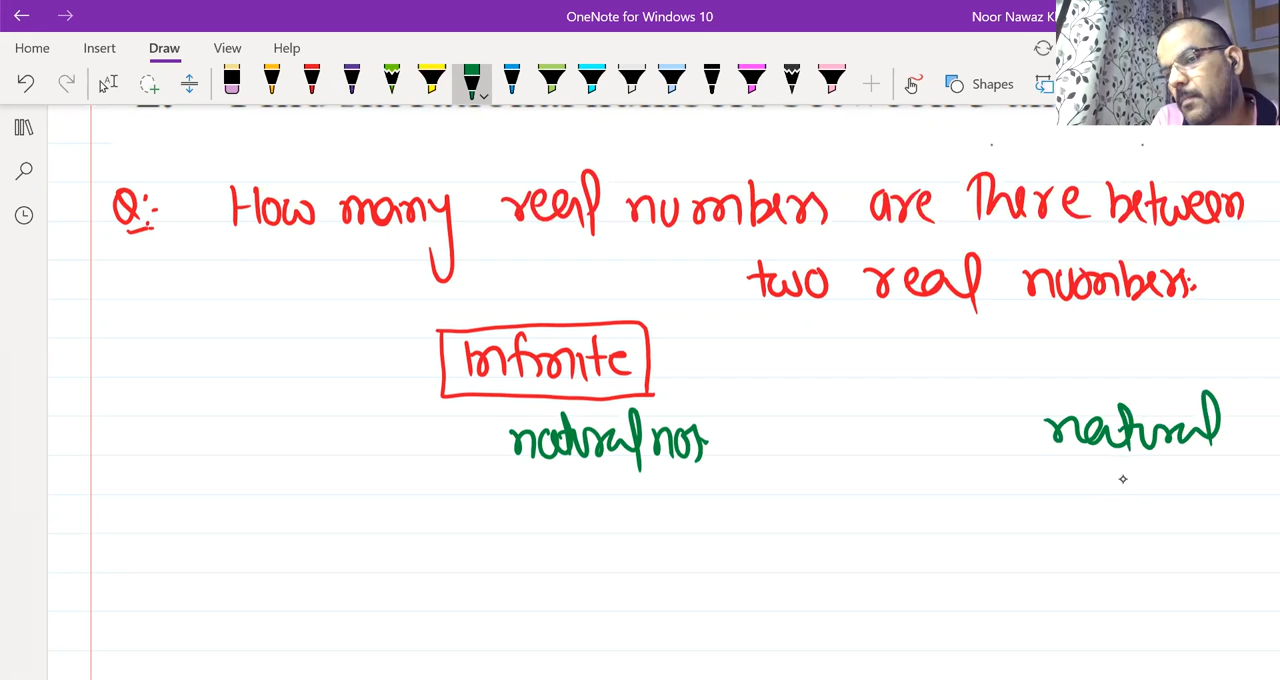 OneNote for Windows 10
Noor Nawaz K
Home Insert Draw View Help
Shapes
Q:- How many real numbers are There between
two real numbers.
Infinite
natural nos natural